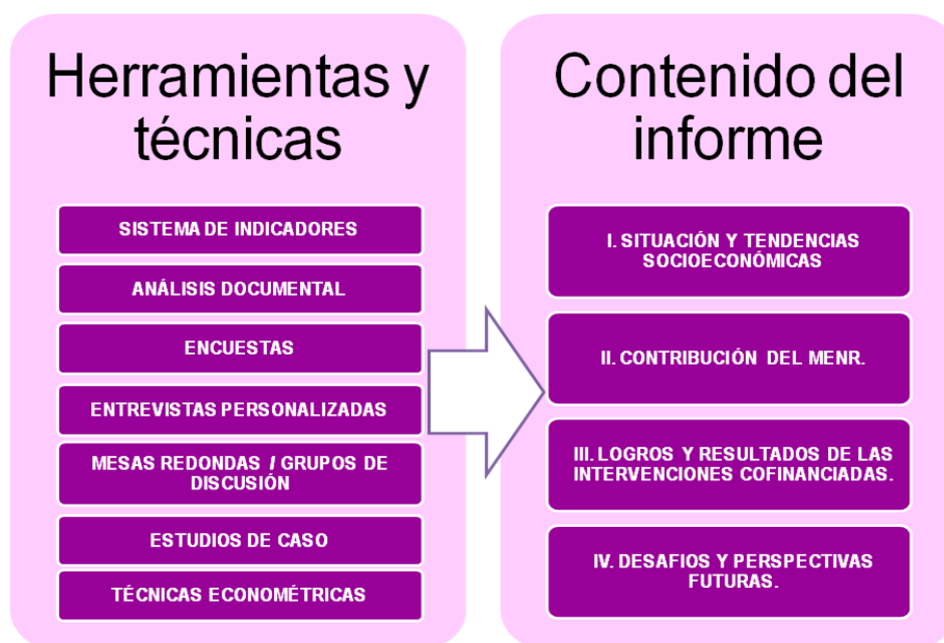 Herramientas y
técnicas
SISTEMA DE INDICADORES
ANÁLISIS DOCUMENTAL
ENCUESTAS
ENTREVISTAS PERSONALIZADAS
MESAS REDONDAS / GRUPOS DE
DISCUSIÓN
ESTUDIOS DE CASO
TÉCNICAS ECONOMÉTRICAS
Contenido del
informe
I. SITUACIÓN Y TENDENCIAS
SOCIOECONÓMICAS
II. CONTRIBUCIÓN DEL MENR.
III. LOGROS Y RESULTADOS DE LAS
INTERVENCIONES COFINANCIADAS.
IV. DESAFIOS Y PERSPECTIVAS
FUTURAS.